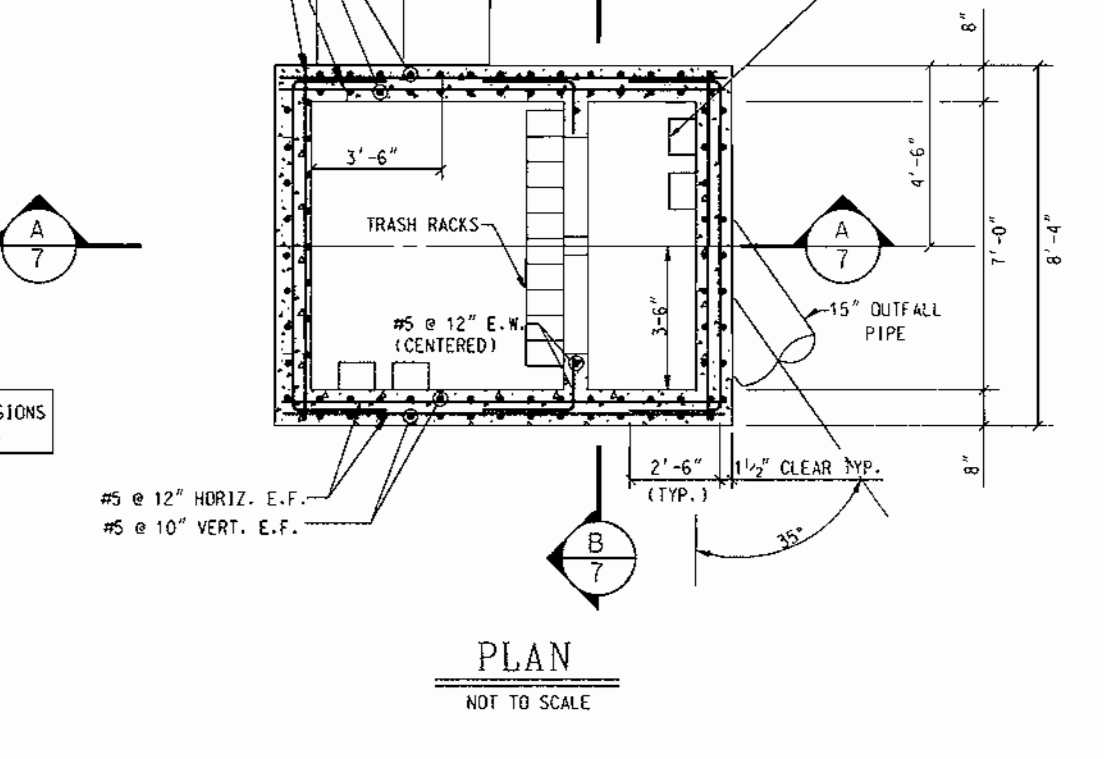 8"
3'-6"
4'-6"
A
7
TRASH RACKS
A
7
7'-0"
8'-4"
3-6"
15" OUTFALL
PIPE
#5 @ 12" E.W.
(CENTERED)
SIONS
2'-6"
(TYP.)
1 1/2" CLEAR TYP.
8"
#5 @ 12" HORIZ. E.F.
#5 @ 10" VERT. E.F.
35°
B
7
PLAN
NOT TO SCALE